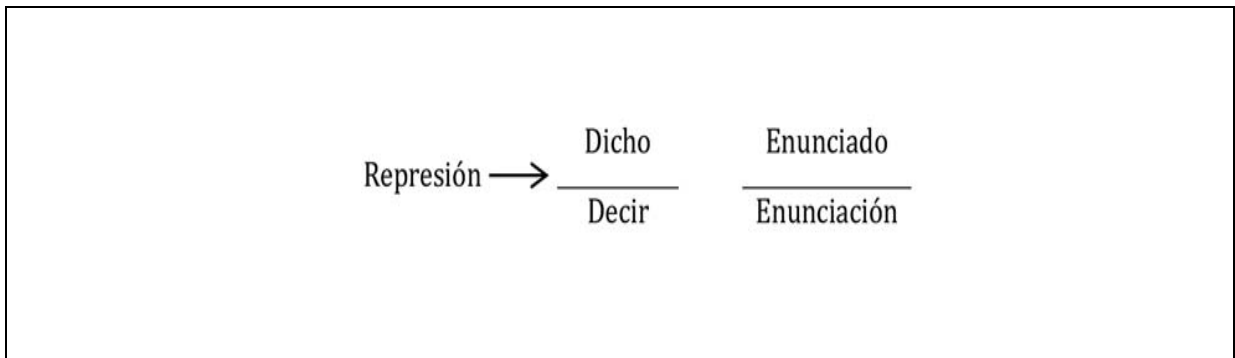 Dicho Enunciado
Represión →
Decir Enunciación